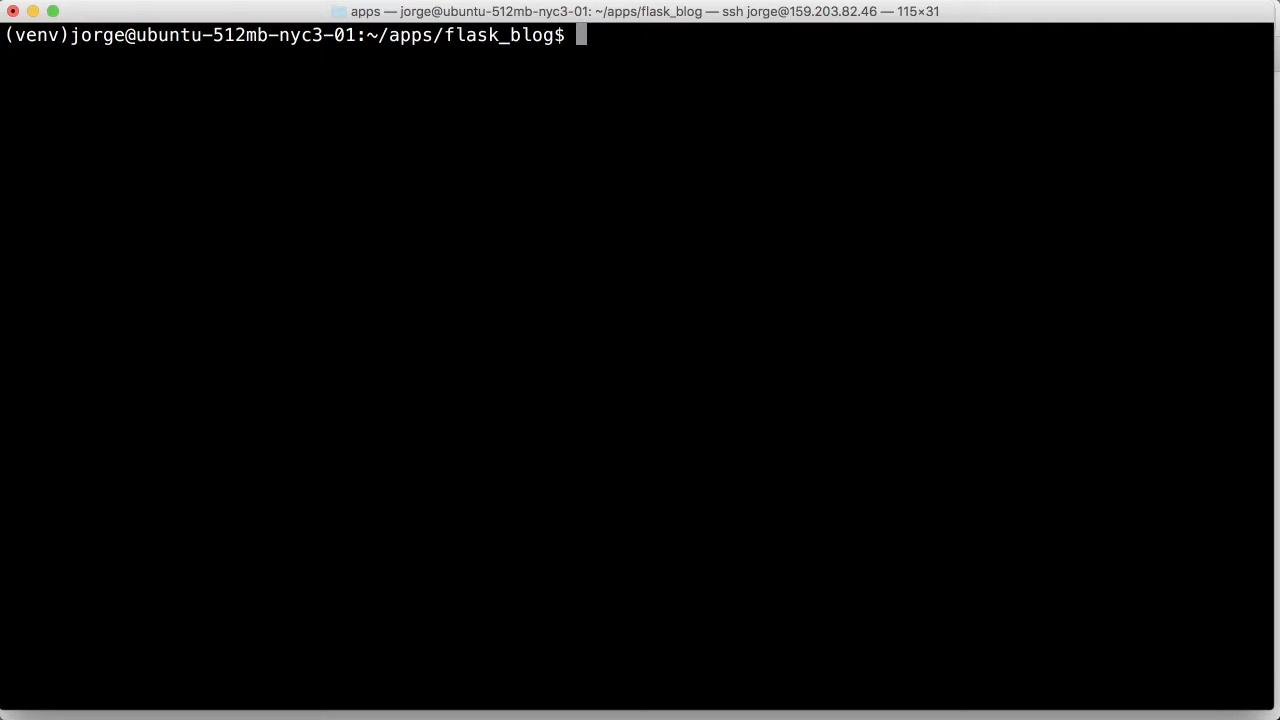 apps — jorge@ubuntu-512mb-nyc3-01: ~/apps/flask_blog — ssh jorge@159.203.82.46 — 115×31
(venv)jorge@ubuntu-512mb-nyc3-01:~/apps/flask_blog$